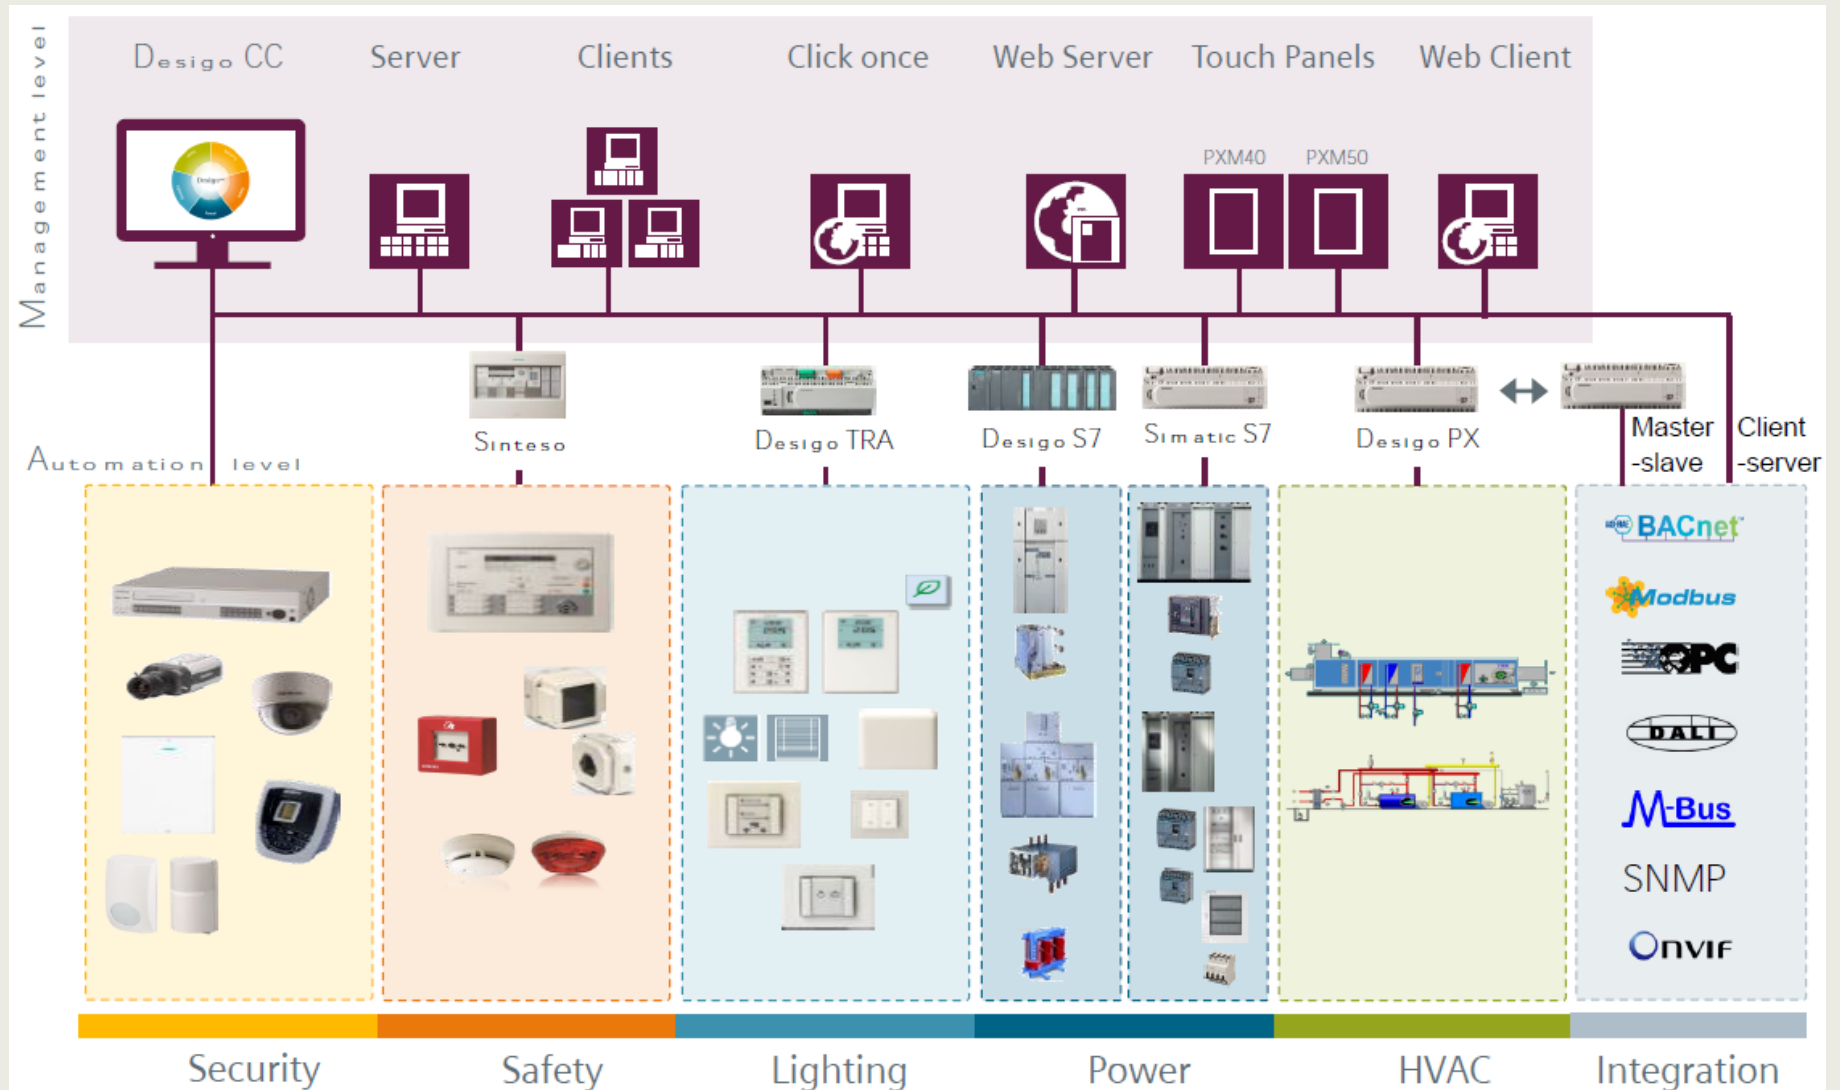 Management level
Desigo CC
Server
Clients
Click once
Web Server
Touch Panels
Web Client
PXM40
PXM50
Desigo
Sinteso
Desigo TRA
Desigo S7
Simatic S7
Desigo PX
Master
-slave
Client
-server
Automation level
BACnet
Modbus
OPC
DALI
M-Bus
SNMP
ONVIF
Security
Safety
Lighting
Power
HVAC
Integration